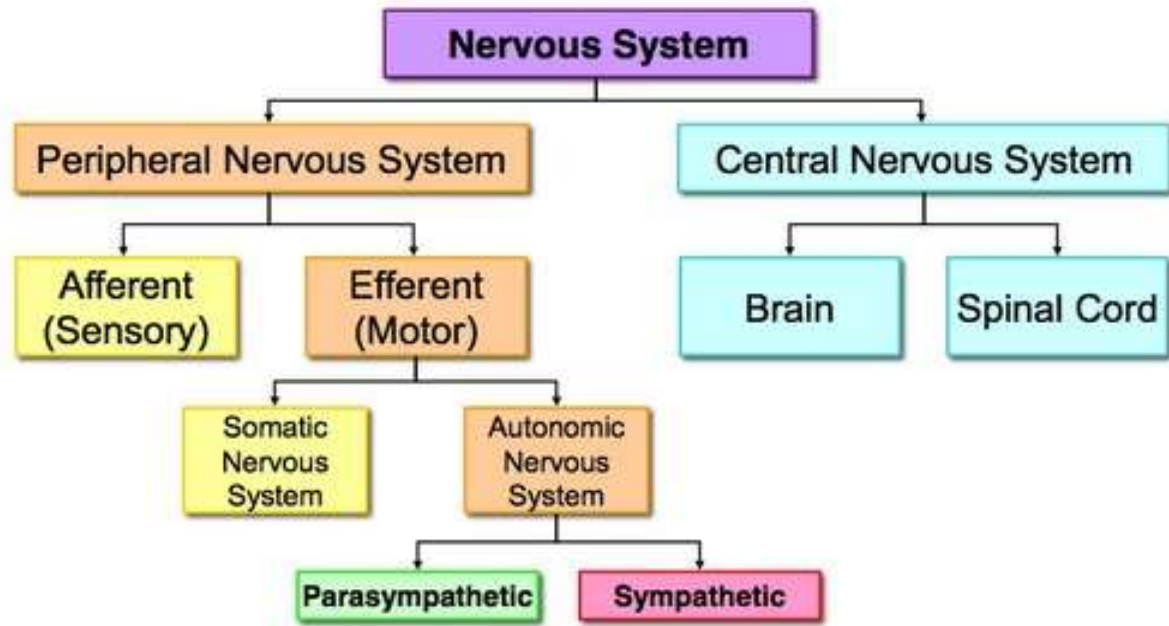 Nervous System
Peripheral Nervous System
Central Nervous System
Afferent
(Sensory)
Efferent
(Motor)
Brain
Spinal Cord
Somatic
Nervous
System
Autonomic
Nervous
System
Parasympathetic
Sympathetic